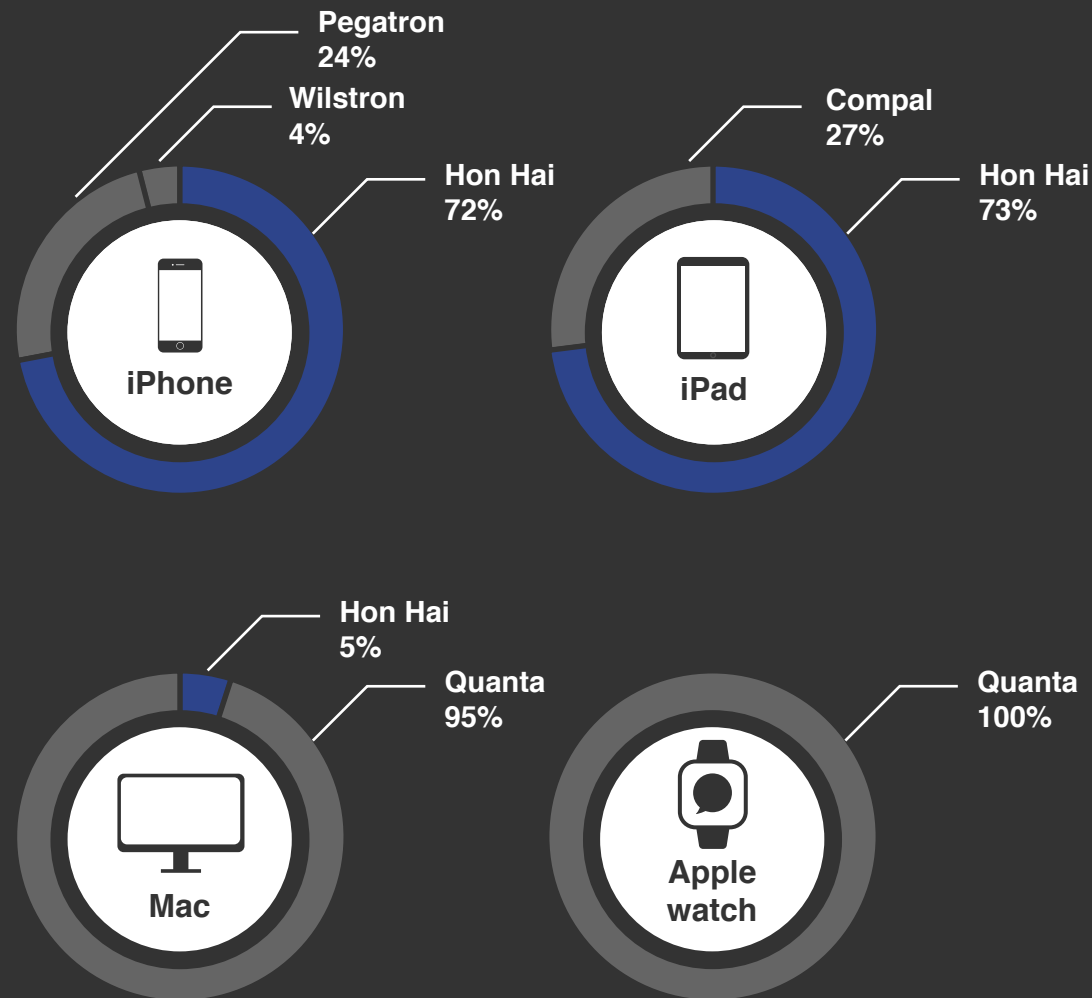 Pegatron
24%
Wilstron
4%
Hon Hai
72%
iPhone
Compal
27%
Hon Hai
73%
iPad
Hon Hai
5%
Quanta
95%
Mac
Quanta
100%
Apple
watch